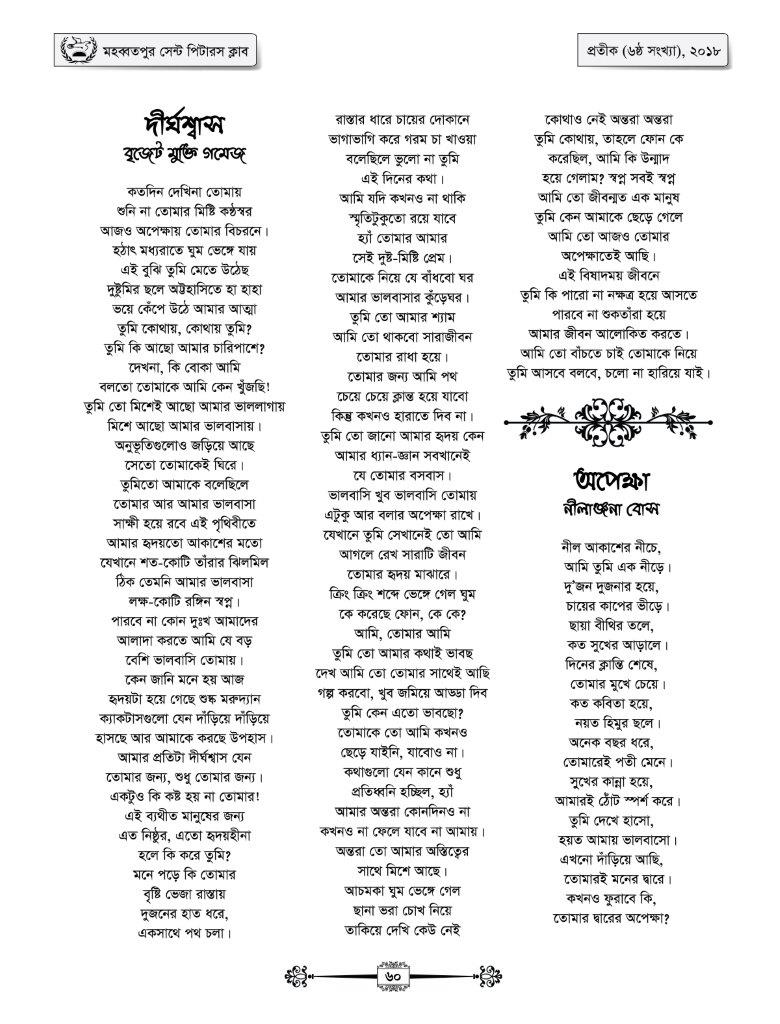 মহব্বতপুর সেন্ট পিটারস ক্লাব
প্রতীক (৬ষ্ঠ সংখ্যা), ২০১৮
দীর্ঘশ্বাস
বৃজেট মুক্তি গমেজ
কতদিন দেখিনা তোমায়
শুনি না তোমার মিষ্টি কণ্ঠস্বর
আজও অপেক্ষায় তোমার বিচরনে।
হঠাৎ মধ্যরাতে ঘুম ভেঙ্গে যায়
এই বুঝি তুমি মেতে উঠেছ
দুষ্টুমির ছলে অট্টহাসিতে হা হাহা
ভয়ে কেঁপে উঠে আমার আত্মা
তুমি কোথায়, কোথায় তুমি?
তুমি কি আছো আমার চারিপাশে?
দেখনা, কি বোকা আমি
বলতো তোমাকে আমি কেন খুঁজছি!
তুমি তো মিশেই আছো আমার ভাললাগায়
মিশে আছো আমার ভালবাসায়।
অনুভূতিগুলোও জড়িয়ে আছে
সেতো তোমাকেই ঘিরে।
তুমিতো আমাকে বলেছিলে
তোমার আর আমার ভালবাসা
সাক্ষী হয়ে রবে এই পৃথিবীতে
আমার হৃদয়তো আকাশের মতো
যেখানে শত-কোটি তাঁরার ঝিলমিল
ঠিক তেমনি আমার ভালবাসা
লক্ষ-কোটি রঙ্গিন স্বপ্ন।
পারবে না কোন দুঃখ আমাদের
আলাদা করতে আমি যে বড়
বেশি ভালবাসি তোমায়।
কেন জানি মনে হয় আজ
হৃদয়টা হয়ে গেছে শুষ্ক মরুদ্যান
ক্যাকটাসগুলো যেন দাঁড়িয়ে দাঁড়িয়ে
হাসছে আর আমাকে করছে উপহাস।
আমার প্রতিটা দীর্ঘশ্বাস যেন
তোমার জন্য, শুধু তোমার জন্য।
একটুও কি কষ্ট হয় না তোমার!
এই ব্যথীত মানুষের জন্য
এত নিষ্ঠুর, এতো হৃদয়হীনা
হলে কি করে তুমি?
মনে পড়ে কি তোমার
বৃষ্টি ভেজা রাস্তায়
দুজনের হাত ধরে,
একসাথে পথ চলা।
রাস্তার ধারে চায়ের দোকানে
ভাগাভাগি করে গরম চা খাওয়া
বলেছিলে ভুলো না তুমি
এই দিনের কথা।
আমি যদি কখনও না থাকি
স্মৃতিটুকুতো রয়ে যাবে
হ্যাঁ তোমার আমার
সেই দুষ্ট-মিষ্টি প্রেম।
তোমাকে নিয়ে যে বাঁধবো ঘর
আমার ভালবাসার কুঁড়েঘর।
তুমি তো আমার শ্যাম
আমি তো থাকবো সারাজীবন
তোমার রাধা হয়ে।
তোমার জন্য আমি পথ
চেয়ে চেয়ে ক্লান্ত হয়ে যাবো
কিন্তু কখনও হারাতে দিব না।
তুমি তো জানো আমার হৃদয় কেন
আমার ধ্যান-জ্ঞান সবখানেই
যে তোমার বসবাস।
ভালবাসি খুব ভালবাসি তোমায়
এটুকু আর বলার অপেক্ষা রাখে।
যেখানে তুমি সেখানেই তো আমি
আগলে রেখ সারাটি জীবন
তোমার হৃদয় মাঝারে।
ক্রিং ক্রিং শব্দে ভেঙ্গে গেল ঘুম
কে করেছে ফোন, কে কে?
আমি, তোমার আমি
তুমি তো আমার কথাই ভাবছ
দেখ আমি তো তোমার সাথেই আছি
গল্প করবো, খুব জমিয়ে আড্ডা দিব
তুমি কেন এতো ভাবছো?
তোমাকে তো আমি কখনও
ছেড়ে যাইনি, যাবোও না।
কথাগুলো যেন কানে শুধু
প্রতিধ্বনি হচ্ছিল, হ্যাঁ
আমার অন্তরা কোনদিনও না
কখনও না ফেলে যাবে না আমায়।
অন্তরা তো আমার অস্তিত্বের
সাথে মিশে আছে।
আচমকা ঘুম ভেঙ্গে গেল
ছানা ভরা চোখ নিয়ে
তাকিয়ে দেখি কেউ নেই
কোথাও নেই অন্তরা অন্তরা
তুমি কোথায়, তাহলে ফোন কে
করেছিল, আমি কি উন্মাদ
হয়ে গেলাম? স্বপ্ন সবই স্বপ্ন
আমি তো জীবন্মৃত এক মানুষ
তুমি কেন আমাকে ছেড়ে গেলে
আমি তো আজও তোমার
অপেক্ষাতেই আছি।
এই বিষাদময় জীবনে
তুমি কি পারো না নক্ষত্র হয়ে আসতে
পারবে না শুকতাঁরা হয়ে
আমার জীবন আলোকিত করতে।
আমি তো বাঁচতে চাই তোমাকে নিয়ে
তুমি আসবে বলবে, চলো না হারিয়ে যাই।
অপেক্ষা
নীলাঞ্জনা বোস
নীল আকাশের নীচে,
আমি তুমি এক নীড়ে।
দু'জন দুজনার হয়ে,
চায়ের কাপের ভীড়ে।
ছায়া বীথির তলে,
কত সুখের আড়ালে।
দিনের ক্লান্তি শেষে,
তোমার মুখে চেয়ে।
কত কবিতা হয়ে,
নয়ত হিমুর ছলে।
অনেক বছর ধরে,
তোমারেই পতী মেনে।
সুখের কান্না হয়ে,
আমারই ঠোঁট স্পর্শ করে।
তুমি দেখে হাসো,
হয়ত আমায় ভালবাসো।
এখনো দাঁড়িয়ে আছি,
তোমারই মনের দ্বারে।
কখনও ফুরাবে কি,
তোমার দ্বারের অপেক্ষা?
৬০